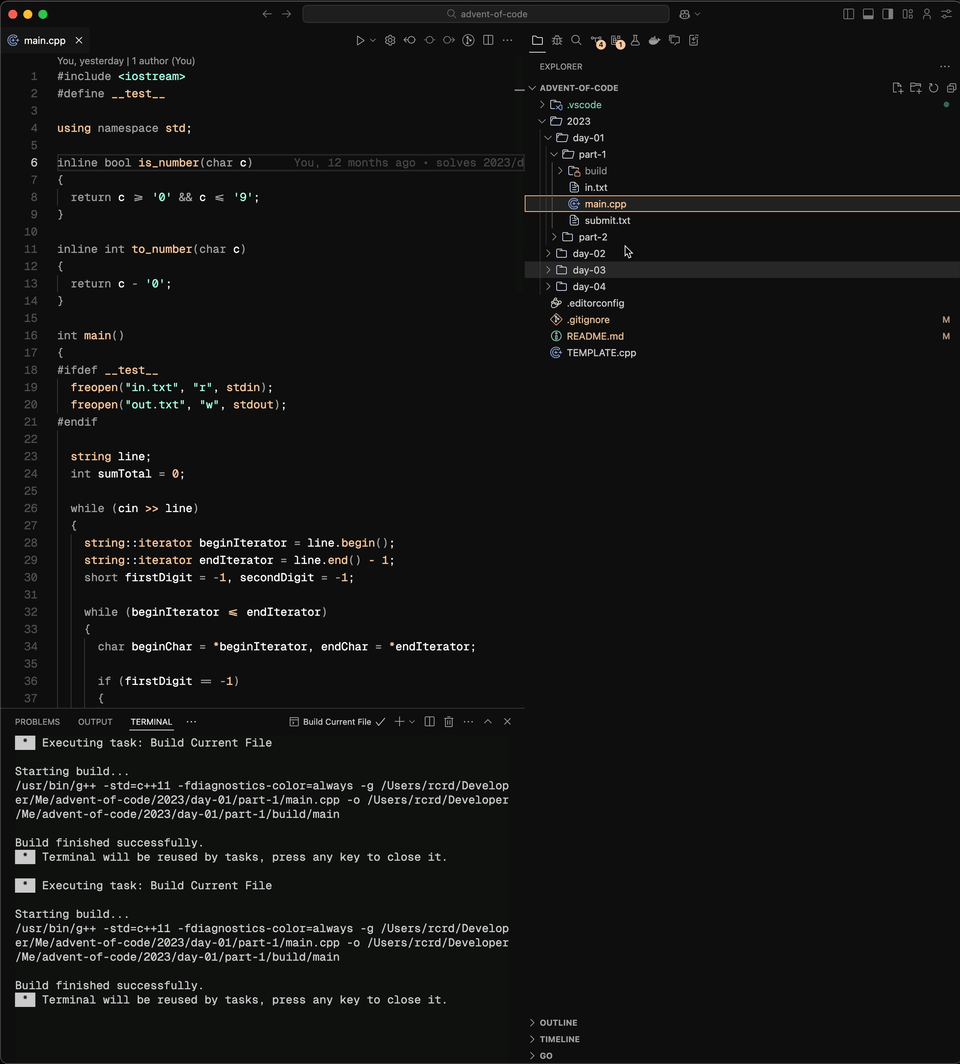 advent-of-code
main.cpp
4
1
You, yesterday | 1 author (You)
1 #include <iostream>
2 #define __test__
3
4 using namespace std;
5
6 inline bool is_number(char c) You, 12 months ago • solves 2023/d
7 {
8 return c >= '0' && c <= '9';
9 }
10
11 inline int to_number(char c)
12 {
13 return c - '0';
14 }
15
16 int main()
17 {
18 #ifdef __test__
19 freopen("in.txt", "r", stdin);
20 freopen("out.txt", "w", stdout);
21 #endif
22
23 string line;
24 int sumTotal = 0;
25
26 while (cin >> line)
27 {
28 string::iterator beginIterator = line.begin();
29 string::iterator endIterator = line.end() - 1;
30 short firstDigit = -1, secondDigit = -1;
31
32 while (beginIterator <= endIterator)
33 {
34 char beginChar = *beginIterator, endChar = *endIterator;
35
36 if (firstDigit == -1)
37 {
EXPLORER
ADVENT-OF-CODE
.vscode
2023
day-01
part-1
build
in.txt
main.cpp
submit.txt
part-2
day-02
day-03
day-04
.editorconfig
.gitignore M
README.md M
TEMPLATE.cpp
PROBLEMS OUTPUT TERMINAL Build Current File
* Executing task: Build Current File
Starting build...
/usr/bin/g++ -std=c++11 -fdiagnostics-color=always -g /Users/rcrd/Develop
er/Me/advent-of-code/2023/day-01/part-1/main.cpp -o /Users/rcrd/Developer
/Me/advent-of-code/2023/day-01/part-1/build/main
Build finished successfully.
* Terminal will be reused by tasks, press any key to close it.
* Executing task: Build Current File
Starting build...
/usr/bin/g++ -std=c++11 -fdiagnostics-color=always -g /Users/rcrd/Develop
er/Me/advent-of-code/2023/day-01/part-1/main.cpp -o /Users/rcrd/Developer
/Me/advent-of-code/2023/day-01/part-1/build/main
Build finished successfully.
* Terminal will be reused by tasks, press any key to close it.
OUTLINE
TIMELINE
GO